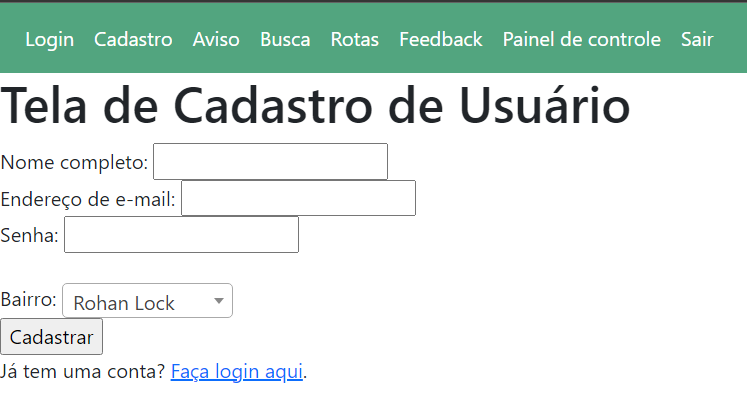 Login Cadastro Aviso Busca Rotas Feedback Painel de controle Sair
Tela de Cadastro de Usuário
Nome completo:
Endereço de e-mail:
Senha:
Bairro: Rohan Lock
Cadastrar
Já tem uma conta? Faça login aqui.